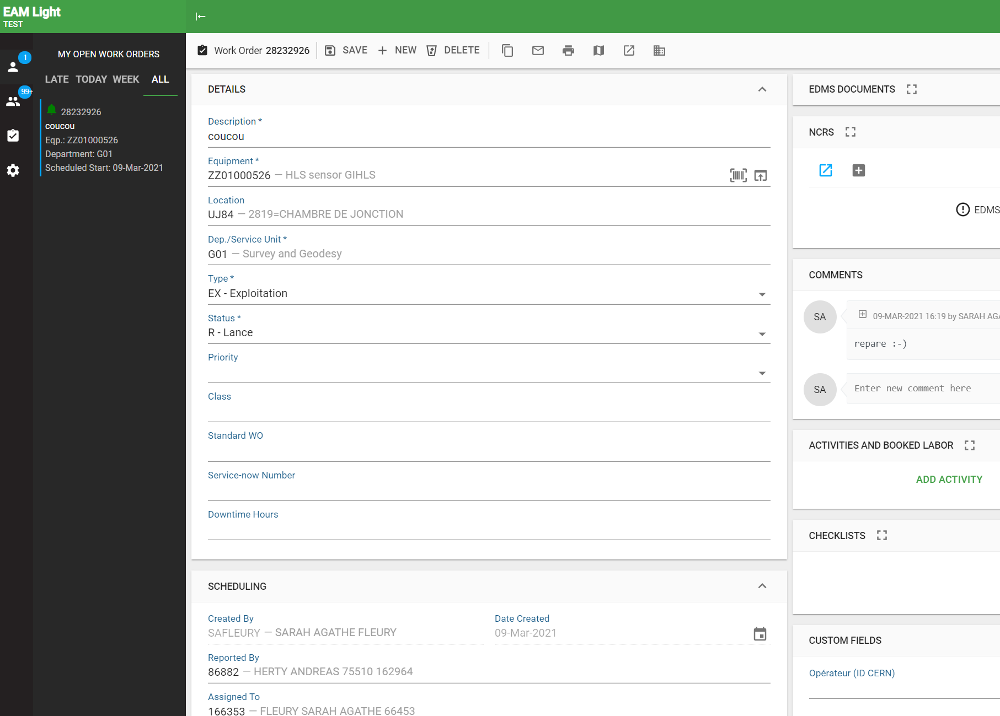 EAM Light
TEST
1
99+
MY OPEN WORK ORDERS
LATE TODAY WEEK ALL
28232926
coucou
Eqp.: ZZ01000526
Department: G01
Scheduled Start: 09-Mar-2021
Work Order 28232926 SAVE NEW DELETE
DETAILS
Description *
coucou
Equipment *
ZZ01000526 — HLS sensor GIHLS
Location
UJ84 — 2819=CHAMBRE DE JONCTION
Dep./Service Unit *
G01 — Survey and Geodesy
Type *
EX - Exploitation
Status *
R - Lance
Priority
Class
Standard WO
Service-now Number
Downtime Hours
SCHEDULING
Created By
SAFLEURY — SARAH AGATHE FLEURY
Date Created
09-Mar-2021
Reported By
86882 — HERTY ANDREAS 75510 162964
Assigned To
166353 — FLEURY SARAH AGATHE 66453
EDMS DOCUMENTS
NCRS
EDMS
COMMENTS
SA
09-MAR-2021 16:19 by SARAH AGA
repare :-)
SA
Enter new comment here
ACTIVITIES AND BOOKED LABOR
ADD ACTIVITY
CHECKLISTS
CUSTOM FIELDS
Opérateur (ID CERN)